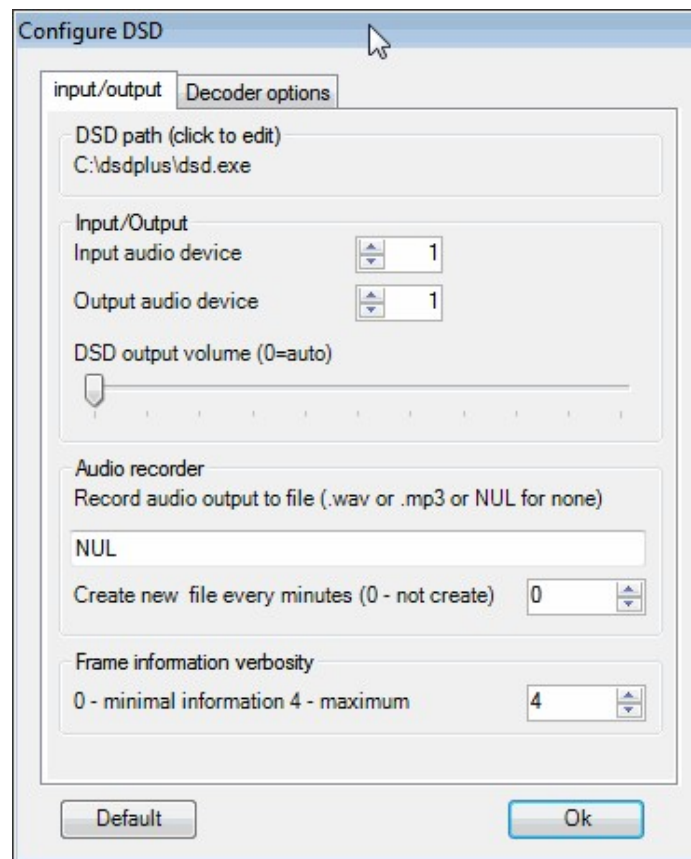 Configure DSD
input/output Decoder options
DSD path (click to edit)
C:\dsdplus\dsd.exe
Input/Output
Input audio device 1
Output audio device 1
DSD output volume (0=auto)
Audio recorder
Record audio output to file (.wav or .mp3 or NUL for none)
NUL
Create new file every minutes (0 - not create) 0
Frame information verbosity
0 - minimal information 4 - maximum 4
Default Ok